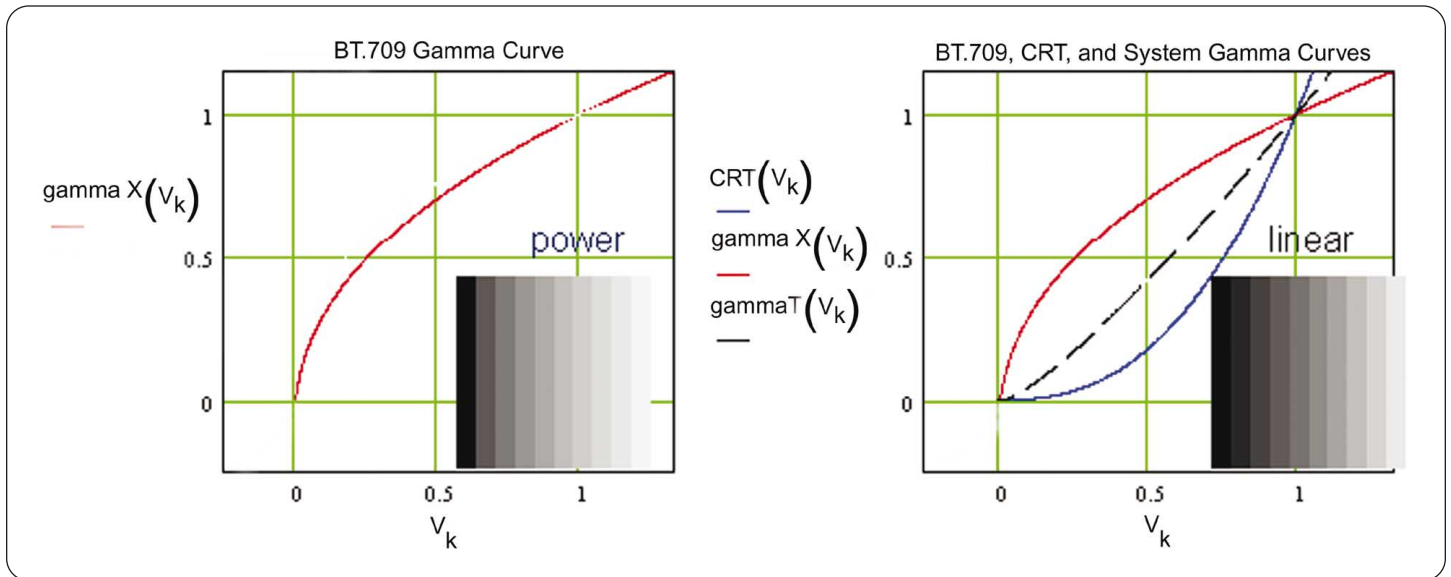 BT.709 Gamma Curve
gamma X(Vk)
1
0.5
0
power
0 0.5 1
Vk
BT.709, CRT, and System Gamma Curves
CRT(Vk)
gamma X(Vk)
gammaT(Vk)
1
0.5
0
linear
0 0.5 1
Vk